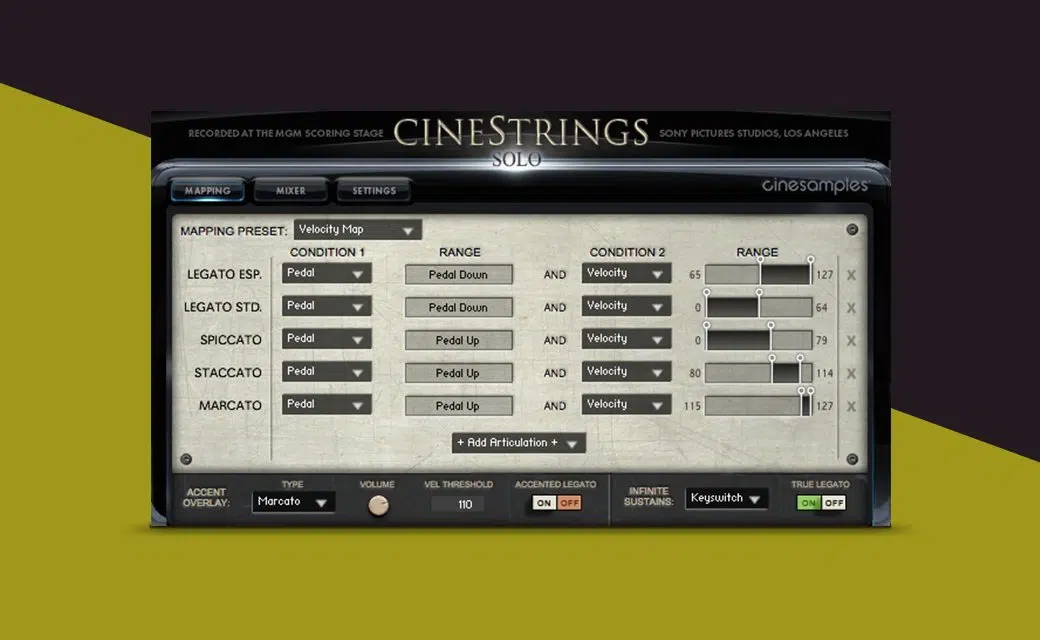 RECORDED AT THE MGM SCORING STAGE CINESTRINGS SONY PICTURES STUDIOS, LOS ANGELES
SOLO
MAPPING MIXER SETTINGS cinesamples
MAPPING PRESET: Velocity Map
CONDITION 1 RANGE CONDITION 2 RANGE
LEGATO ESP. Pedal Pedal Down AND Velocity 65 127 X
LEGATO STD. Pedal Pedal Down AND Velocity 0 64 X
SPICCATO Pedal Pedal Up AND Velocity 0 79 X
STACCATO Pedal Pedal Up AND Velocity 80 114 X
MARCATO Pedal Pedal Up AND Velocity 115 127 X
+ Add Articulation +
TYPE VOLUME VEL THRESHOLD ACCENTED LEGATO TRUE LEGATO
ACCENT OVERLAY: Marcato 110 ON OFF INFINITE SUSTAINS: Keyswitch ON OFF